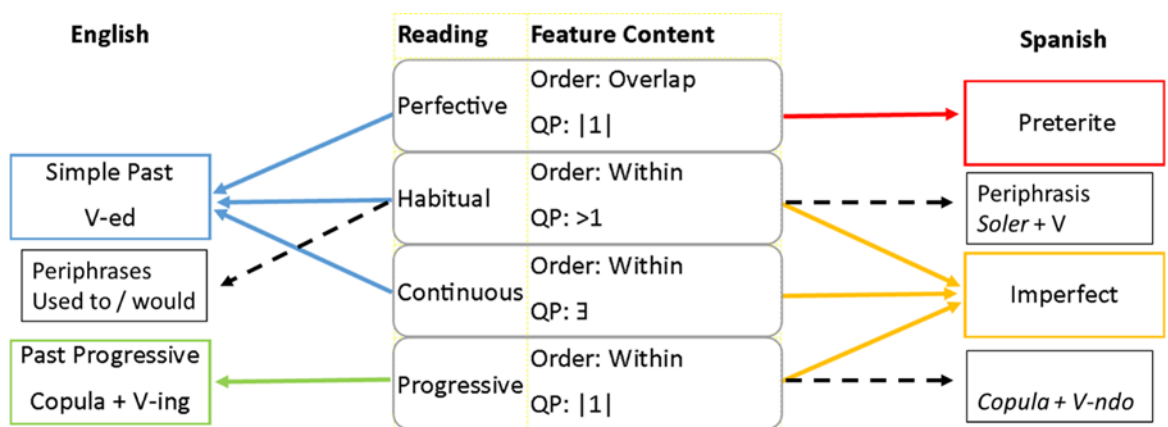 English
Reading
Feature Content
Spanish
Perfective
Order: Overlap
QP: |1|
Preterite
Simple Past
V-ed
Habitual
Order: Within
QP: >1
Periphrasis
Soler + V
Periphrases
Used to / would
Continuous
Order: Within
QP: ∃
Imperfect
Past Progressive
Copula + V-ing
Progressive
Order: Within
QP: |1|
Copula + V-ndo